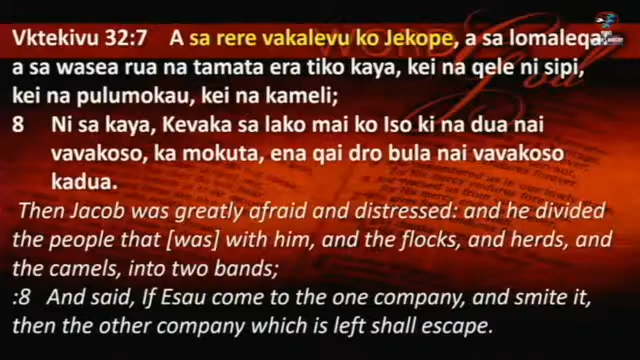 Vktekivu 32:7 A sa rere vakalevu ko Jekope, a sa lomaleqa,
a sa wasea rua na tamata era tiko kaya, kei na qele ni sipi,
kei na pulumokau, kei na kameli;
8 Ni sa kaya, Kevaka sa lako mai ko Iso ki na dua nai
vavakoso, ka mokuta, ena qai dro bula nai vavakoso
kadua.
Then Jacob was greatly afraid and distressed: and he divided
the people that [was] with him, and the flocks, and herds, and
the camels, into two bands;
:8 And said, If Esau come to the one company, and smite it,
then the other company which is left shall escape.